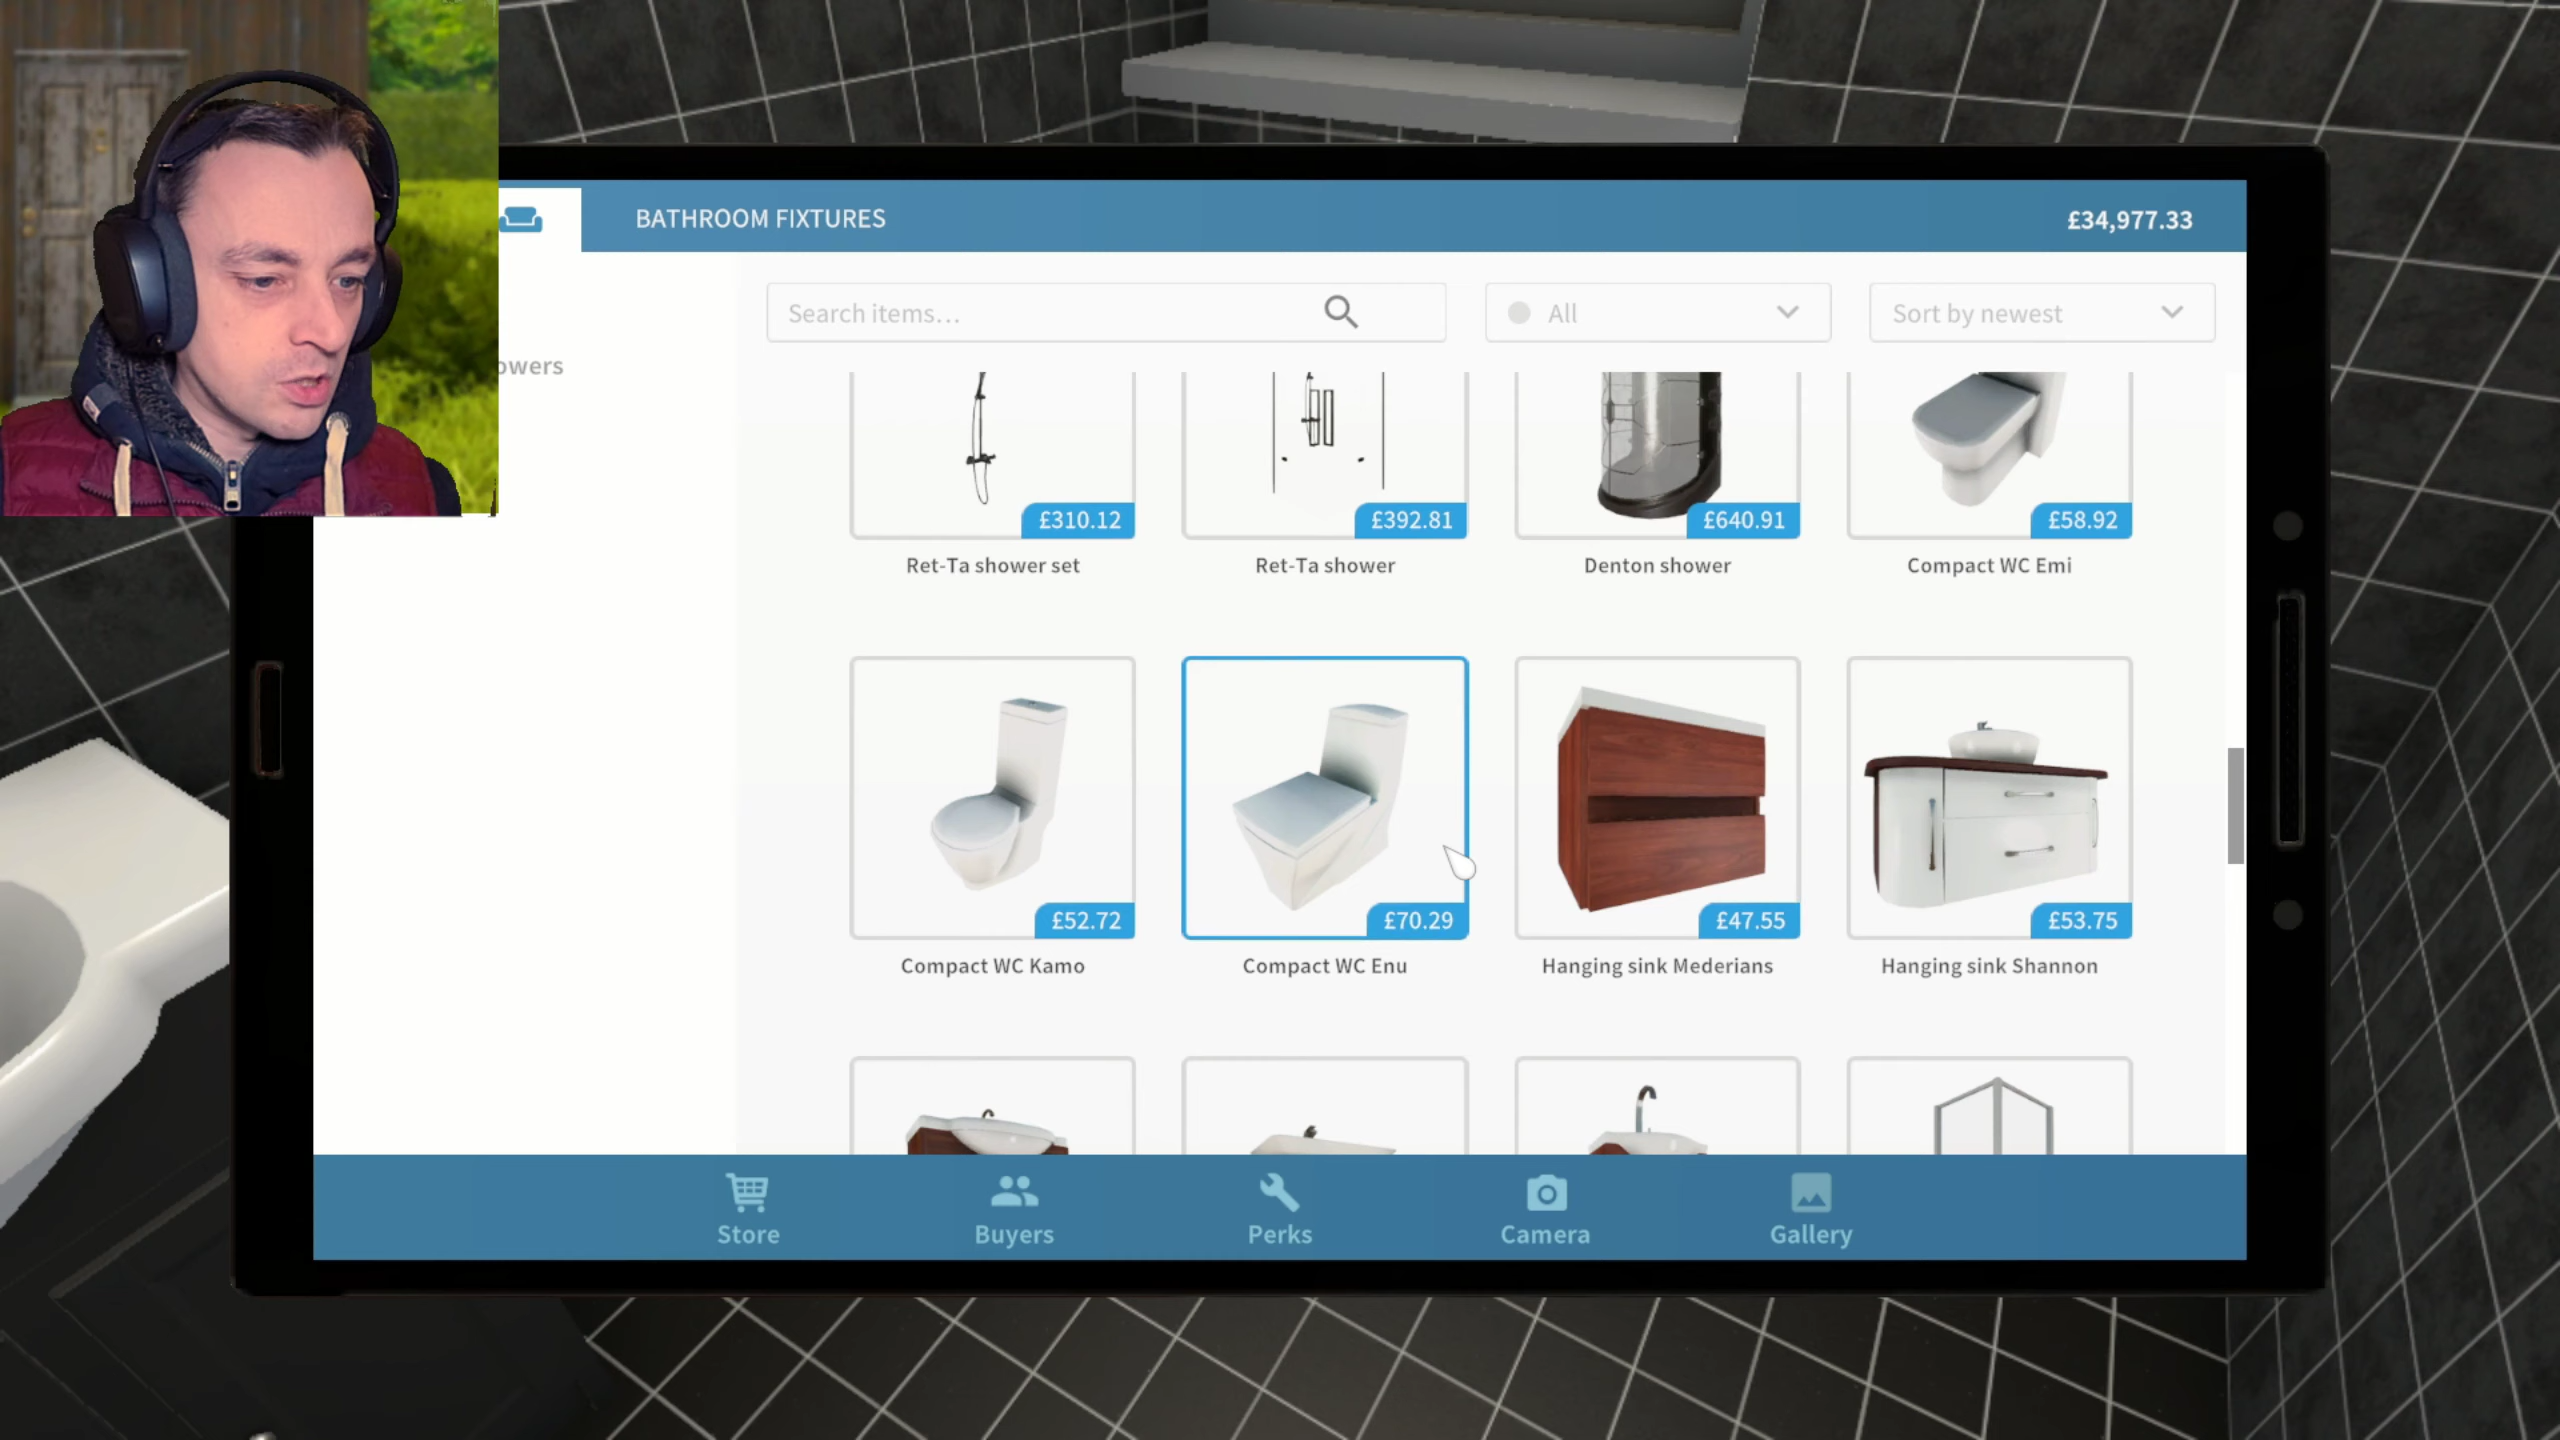 BATHROOM FIXTURES
£34,977.33
Search items...
All
Sort by newest
owers
£310.12
£392.81
£640.91
£58.92
Ret-Ta shower set
Ret-Ta shower
Denton shower
Compact WC Emi
£52.72
£70.29
£47.55
£53.75
Compact WC Kamo
Compact WC Enu
Hanging sink Mederians
Hanging sink Shannon
Store
Buyers
Perks
Camera
Gallery